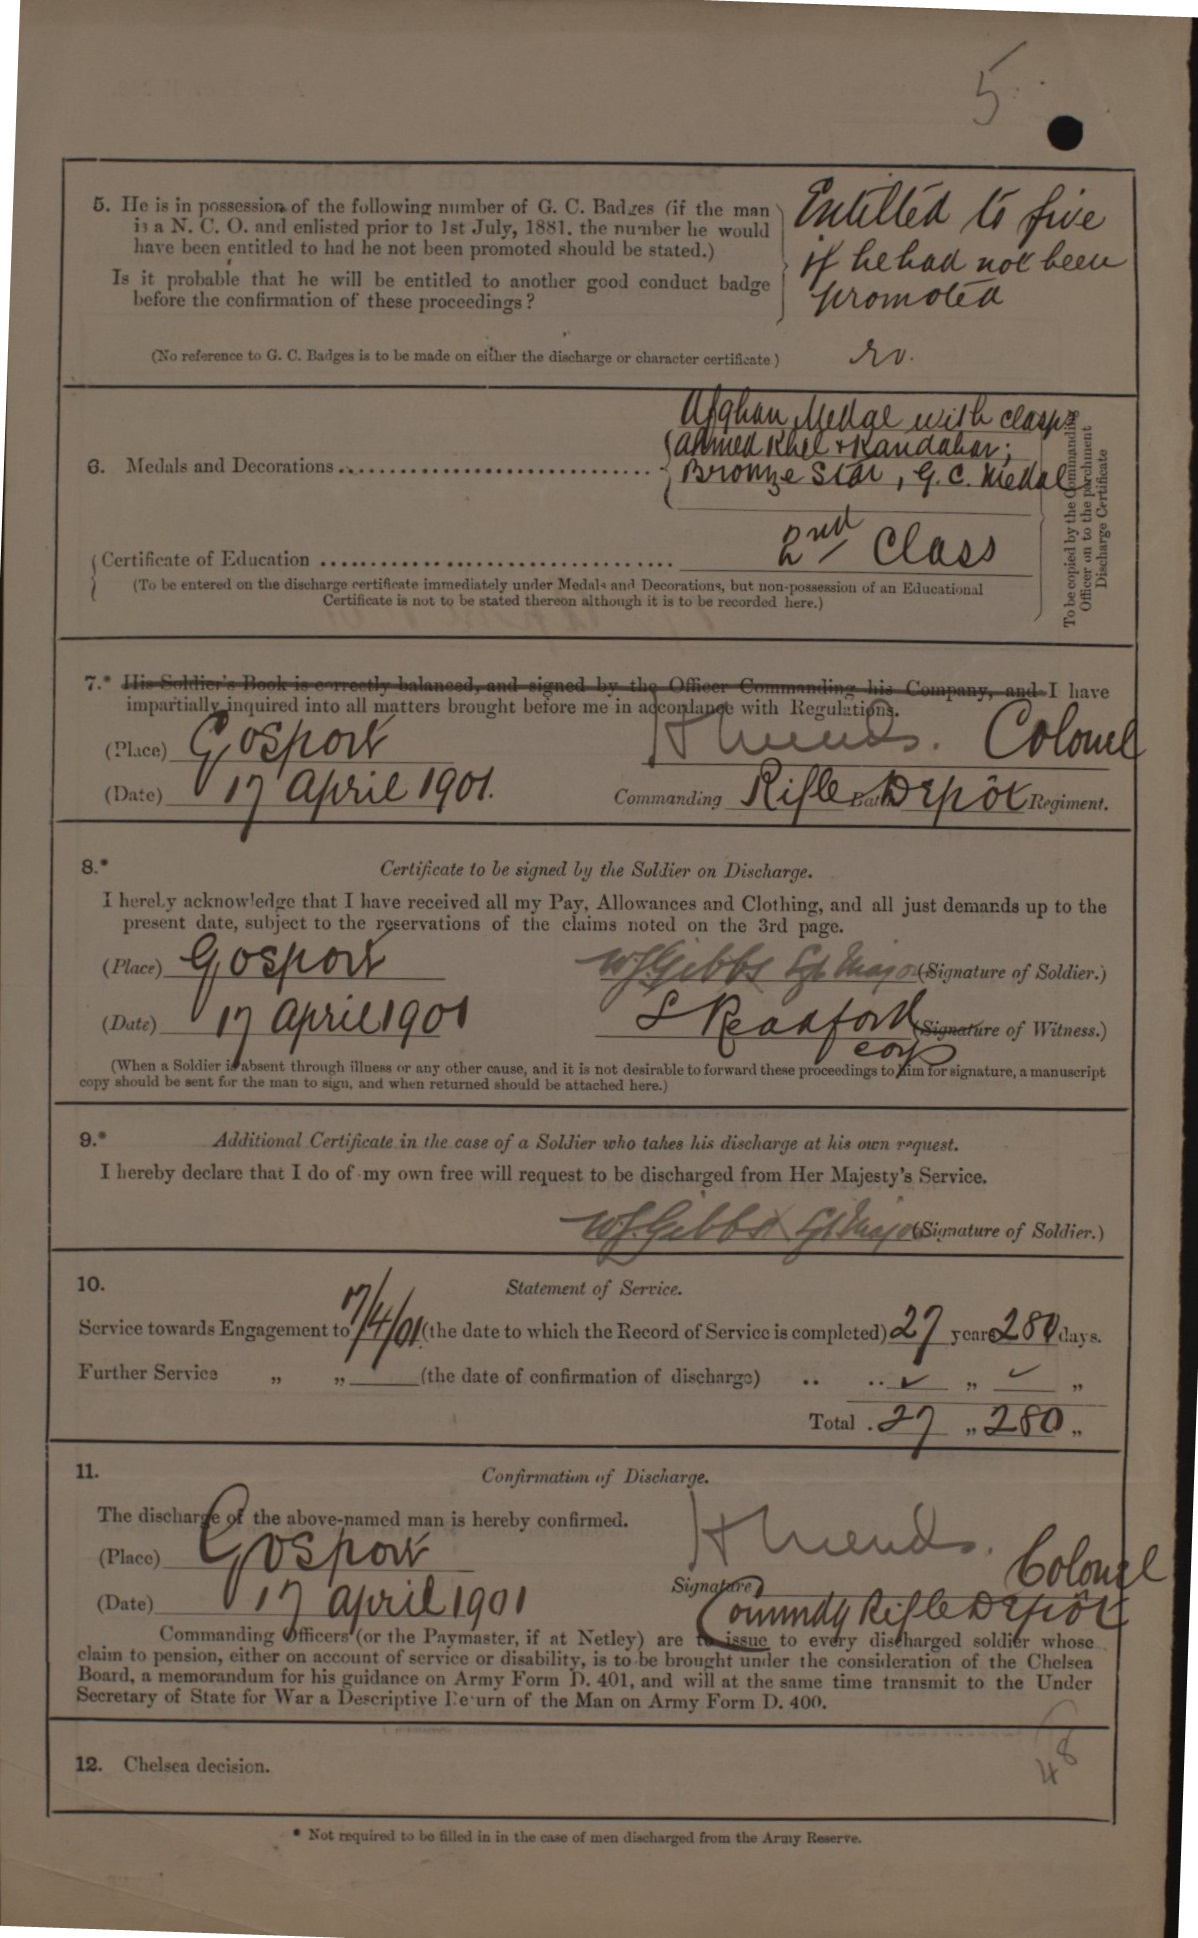 5
5. He is in possession of the following number of G. C. Badges (if the man
is a N. C. O. and enlisted prior to 1st July, 1881. the number he would
have been entitled to had he not been promoted should be stated.)
Entitled to five
if he had not been
promoted
Is it probable that he will be entitled to another good conduct badge
before the confirmation of these proceedings?
(No reference to G. C. Badges is to be made on either the discharge or character certificate)
no.
6. Medals and Decorations
Afghan Medal with clasps
Ahmed Khel & Kandahar;
Bronze Star, G. C. Medal
Certificate of Education
2nd Class
(To be entered on the discharge certificate immediately under Medals and Decorations, but non-possession of an Educational
Certificate is not to be stated thereon although it is to be recorded here.)
To be copied by the Commanding
Officer on to the parchment
Discharge Certificate
7.* His Soldier's Book is correctly balanced, and signed by the Officer Commanding his Company, and I have
impartially inquired into all matters brought before me in accordance with Regulations.
(Place) Gosport Colonel
(Date) 17 April 1901. Commanding Rifle Batn Depôt Regiment.
8.* Certificate to be signed by the Soldier on Discharge.
I hereby acknowledge that I have received all my Pay, Allowances and Clothing, and all just demands up to the
present date, subject to the reservations of the claims noted on the 3rd page.
(Place) Gosport W J Gibbs Sgt Major (Signature of Soldier.)
(Date) 17 April 1901 S Readford (Signature of Witness.)
corp
(When a Soldier is absent through illness or any other cause, and it is not desirable to forward these proceedings to him for signature, a manuscript
copy should be sent for the man to sign, and when returned should be attached here.)
9.* Additional Certificate in the case of a Soldier who takes his discharge at his own request.
I hereby declare that I do of my own free will request to be discharged from Her Majesty's Service.
W J Gibbs Sgt Major (Signature of Soldier.)
10. Statement of Service.
Service towards Engagement to 17/4/01 (the date to which the Record of Service is completed) 27 years 280 days.
Further Service " " (the date of confirmation of discharge) .. .. ✓ " ✓ "
Total . 27 " 280 "
11. Confirmation of Discharge.
The discharge of the above-named man is hereby confirmed.
(Place) Gosport
Signature Colonel
(Date) 17 April 1901 Commdg Rifle Depôt
Commanding Officers (or the Paymaster, if at Netley) are to issue to every discharged soldier whose
claim to pension, either on account of service or disability, is to be brought under the consideration of the Chelsea
Board, a memorandum for his guidance on Army Form D. 401, and will at the same time transmit to the Under
Secretary of State for War a Descriptive Return of the Man on Army Form D. 400.
12. Chelsea decision.
48
* Not required to be filled in in the case of men discharged from the Army Reserve.